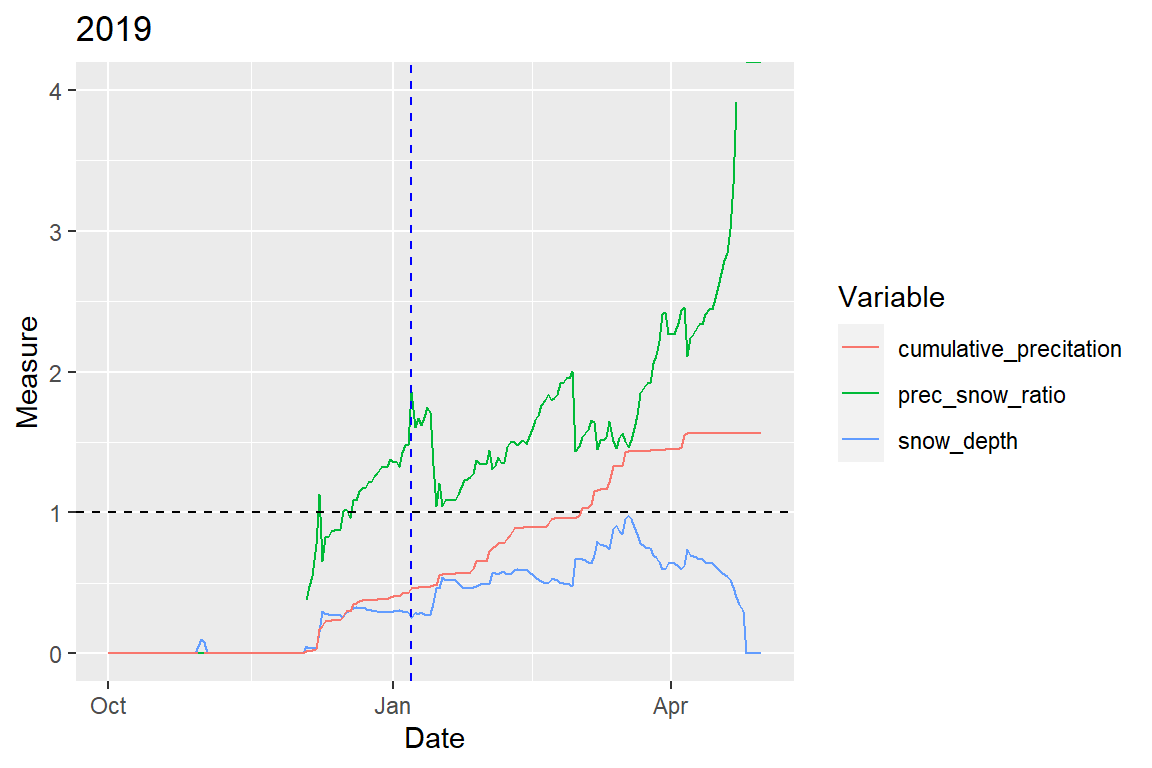 2019
4
3
2
1
0
Measure
Oct
Jan
Apr
Date
Variable
cumulative_precitation
prec_snow_ratio
snow_depth